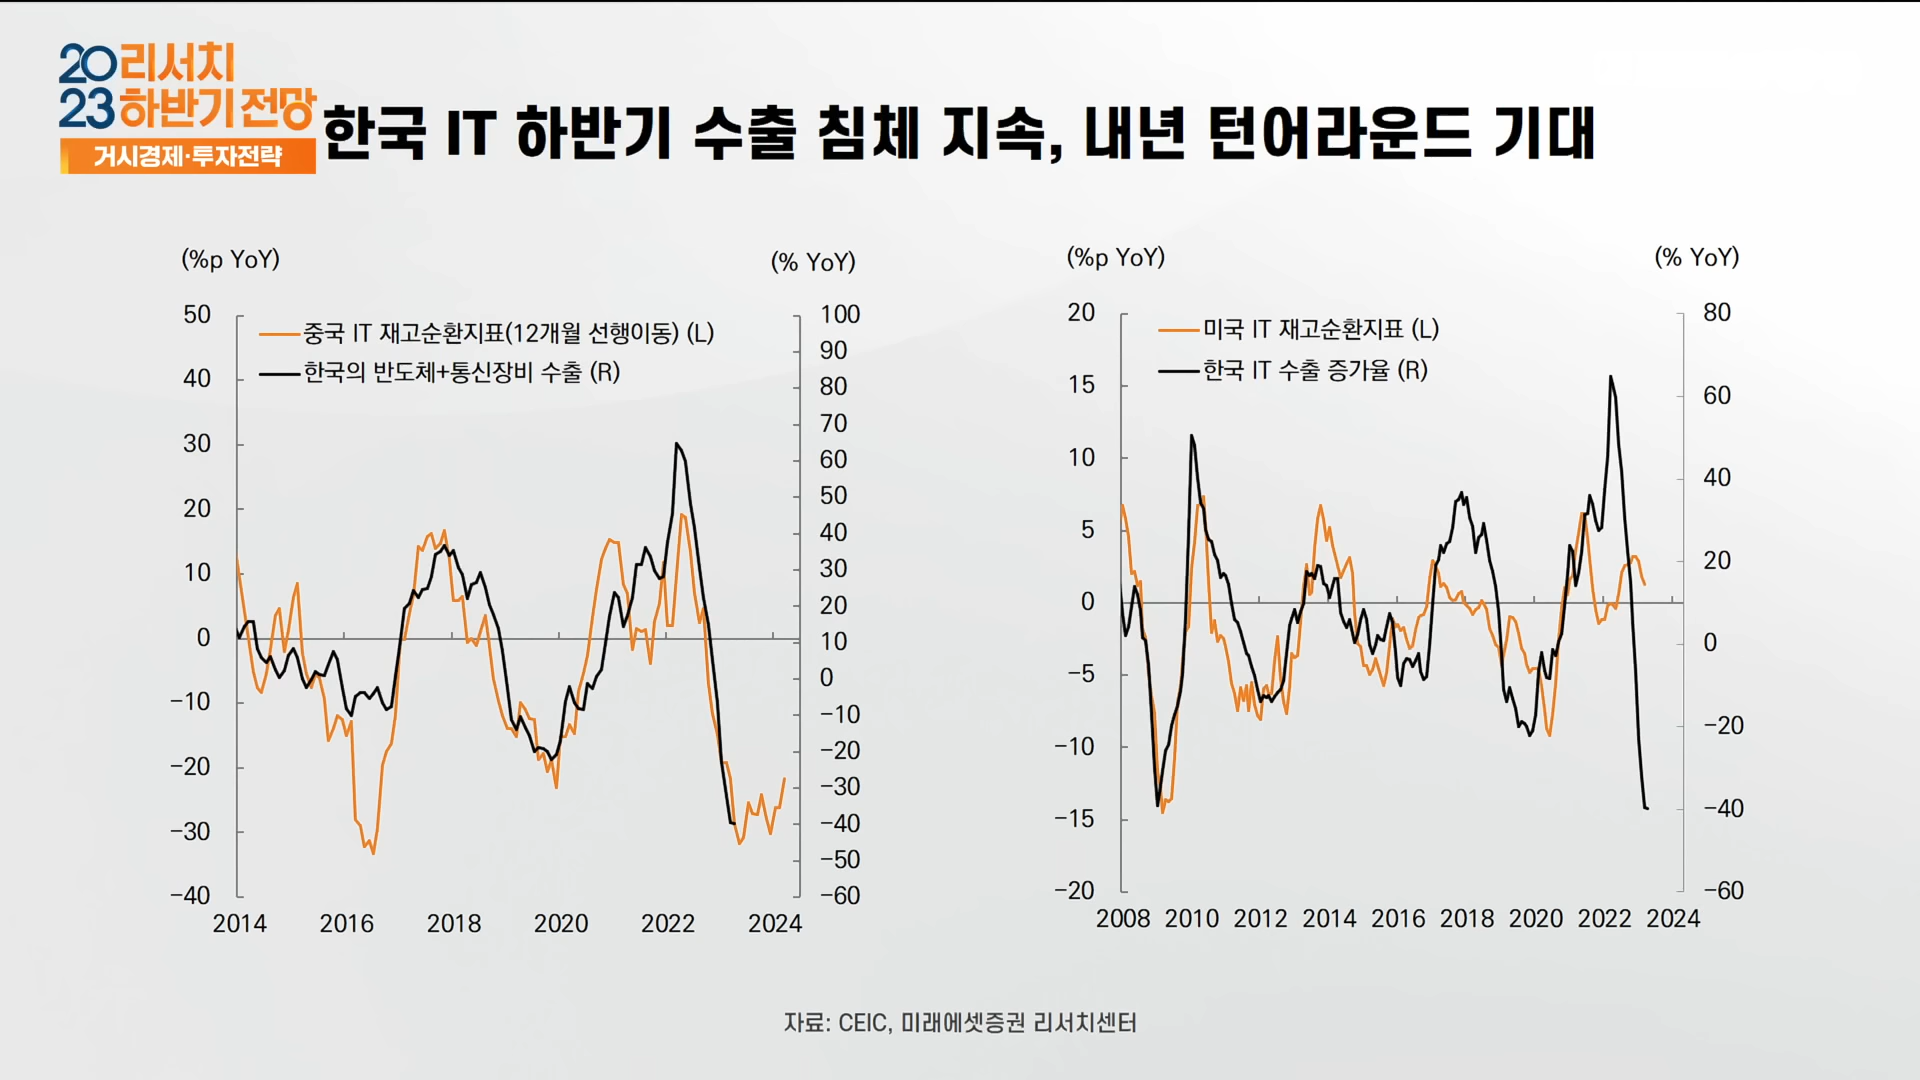 20 리서치
23 하반기 전망
거시경제·투자전략
한국 IT 하반기 수출 침체 지속, 내년 턴어라운드 기대
(%p YoY)
(% YoY)
50
40
30
20
10
0
−10
−20
−30
−40
중국 IT 재고순환지표(12개월 선행이동) (L)
한국의 반도체+통신장비 수출 (R)
100
90
80
70
60
50
40
30
20
10
0
−10
−20
−30
−40
−50
−60
2014 2016 2018 2020 2022 2024
(%p YoY)
(% YoY)
20
15
10
5
0
−5
−10
−15
−20
미국 IT 재고순환지표 (L)
한국 IT 수출 증가율 (R)
80
60
40
20
0
−20
−40
−60
2008 2010 2012 2014 2016 2018 2020 2022 2024
자료: CEIC, 미래에셋증권 리서치센터